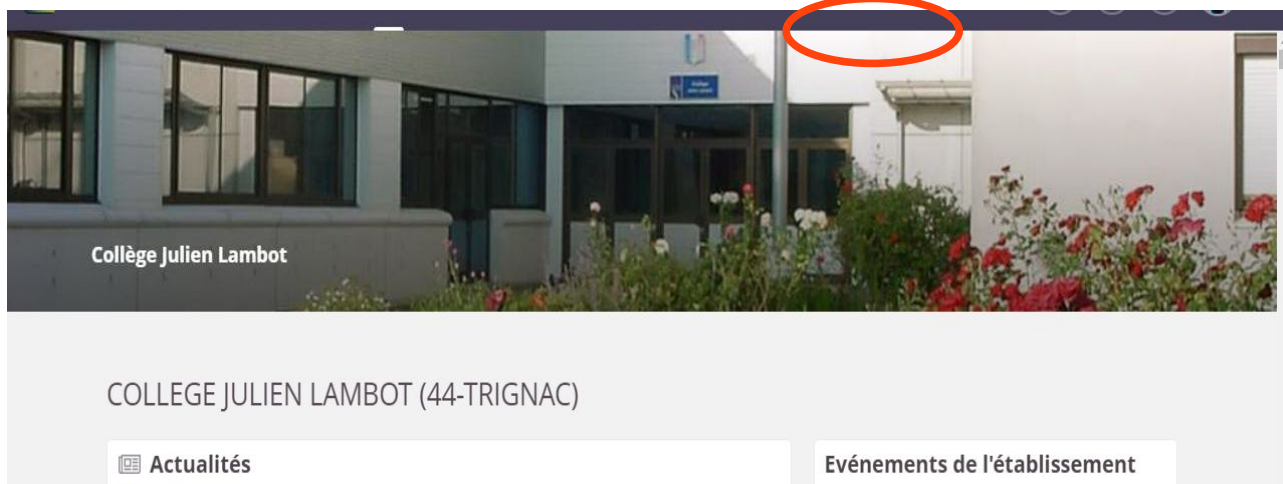 Collège Julien Lambot
COLLEGE JULIEN LAMBOT (44-TRIGNAC)
Actualités
Evénements de l'établissement